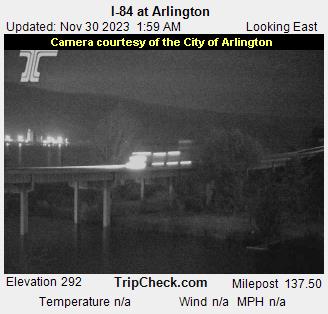 I-84 at Arlington
Updated: Nov 30 2023 1:59 AM Looking East
Camera courtesy of the City of Arlington
Elevation 292 TripCheck.com Milepost 137.50
Temperature n/a Wind n/a MPH n/a